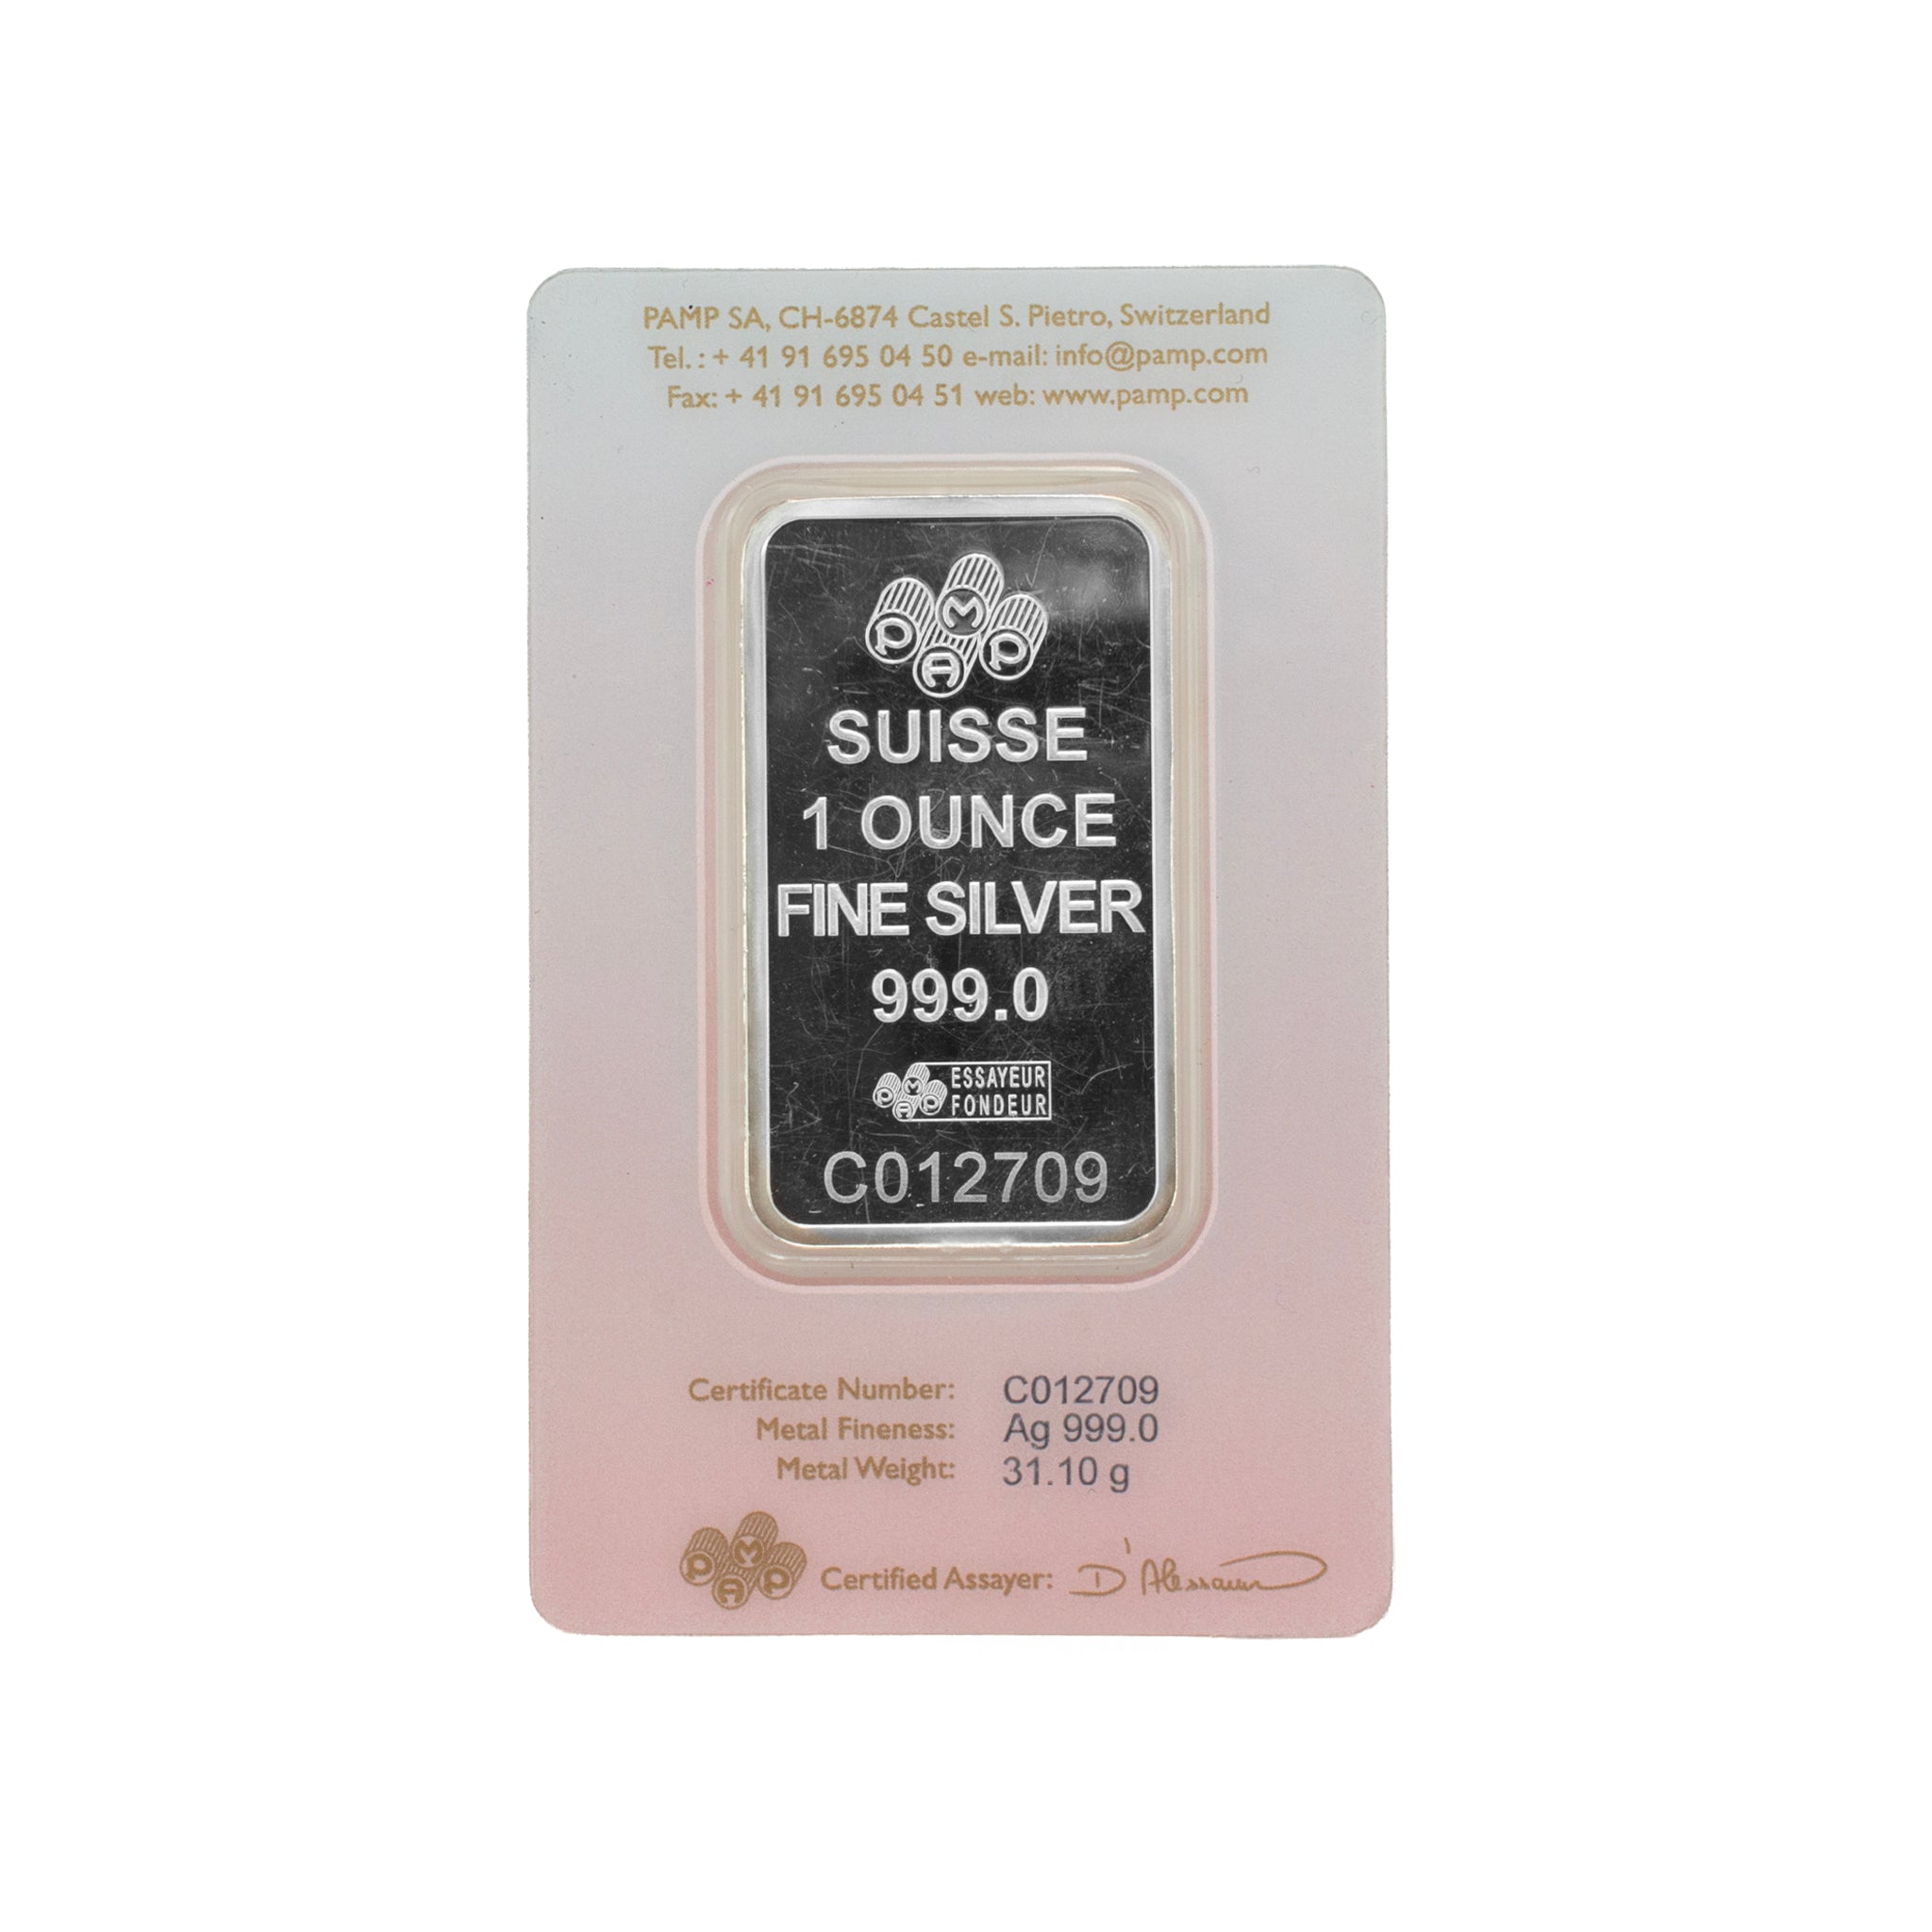 PAMP SA, CH-6874 Castel S. Pietro, Switzerland
Tel. : + 41 91 695 04 50 e-mail: info@pamp.com
Fax: + 41 91 695 04 51 web: www.pamp.com
PAMP
SUISSE
1 OUNCE
FINE SILVER
999.0
PAMP ESSAYEUR
FONDEUR
C012709
Certificate Number: C012709
Metal Fineness: Ag 999.0
Metal Weight: 31.10 g
PAMP Certified Assayer: